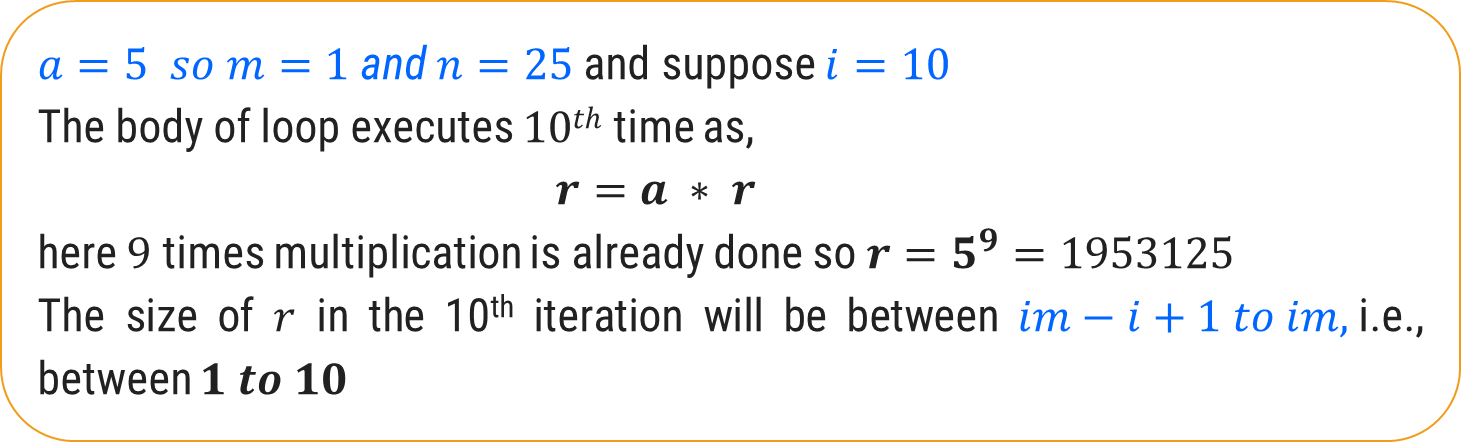 a = 5 so m = 1 and n = 25 and suppose i = 10
The body of loop executes 10ᵗʰ time as,
r = a * r
here 9 times multiplication is already done so r = 5⁹ = 1953125
The size of r in the 10ᵗʰ iteration will be between im − i + 1 to im, i.e.,
between 1 to 10